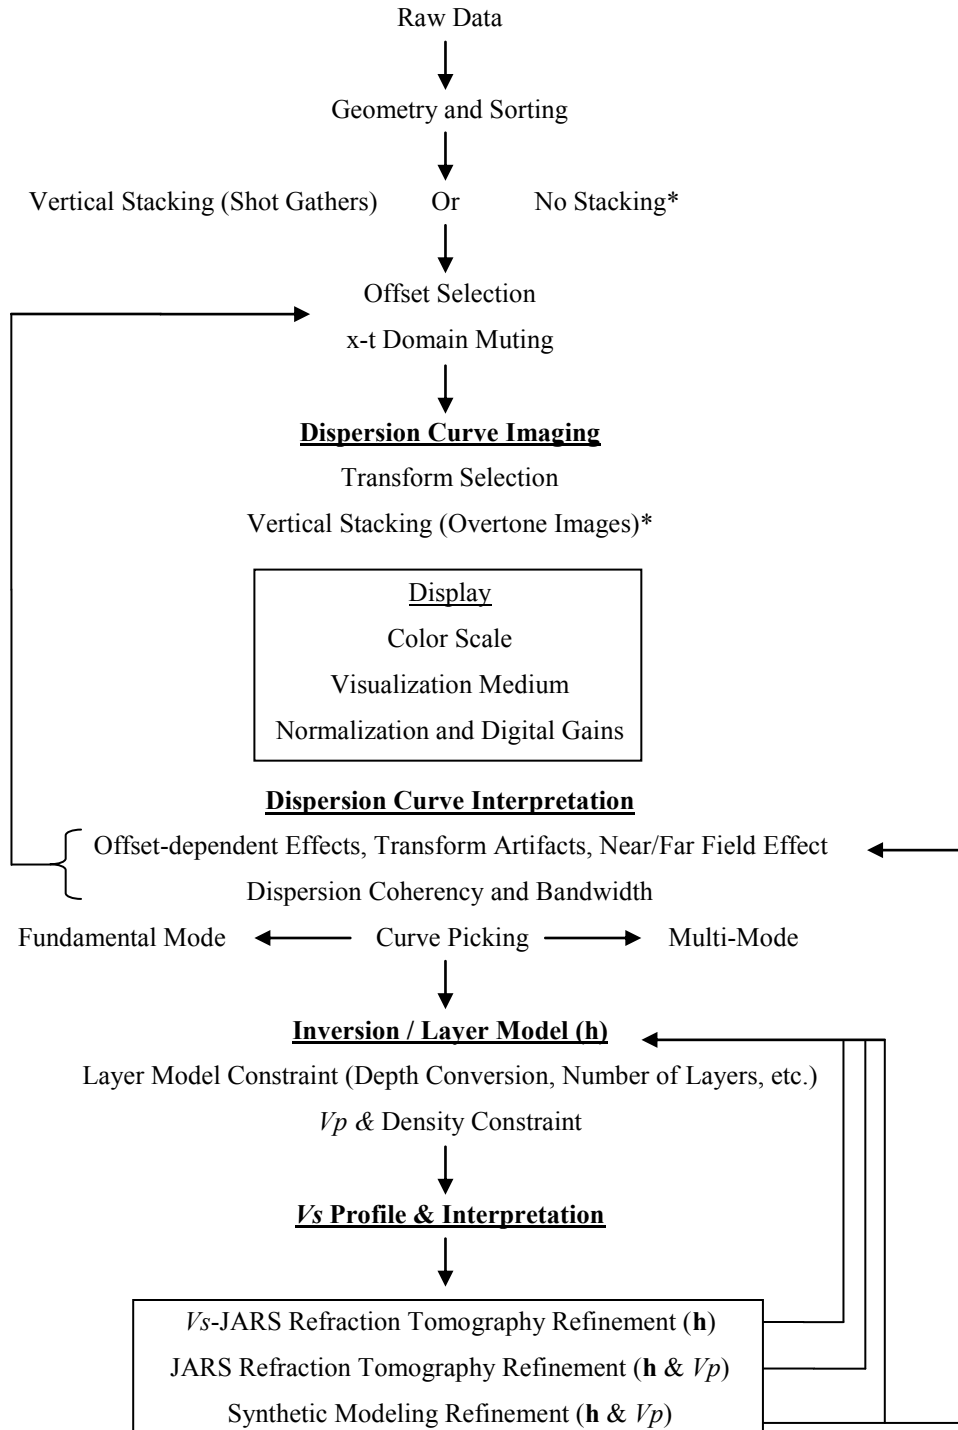 Raw Data
Geometry and Sorting
Vertical Stacking (Shot Gathers) Or No Stacking*
Offset Selection
x-t Domain Muting
Dispersion Curve Imaging
Transform Selection
Vertical Stacking (Overtone Images)*
Display
Color Scale
Visualization Medium
Normalization and Digital Gains
Dispersion Curve Interpretation
Offset-dependent Effects, Transform Artifacts, Near/Far Field Effect
Dispersion Coherency and Bandwidth
Fundamental Mode Curve Picking Multi-Mode
Inversion / Layer Model (h)
Layer Model Constraint (Depth Conversion, Number of Layers, etc.)
Vp & Density Constraint
Vs Profile & Interpretation
Vs-JARS Refraction Tomography Refinement (h)
JARS Refraction Tomography Refinement (h & Vp)
Synthetic Modeling Refinement (h & Vp)